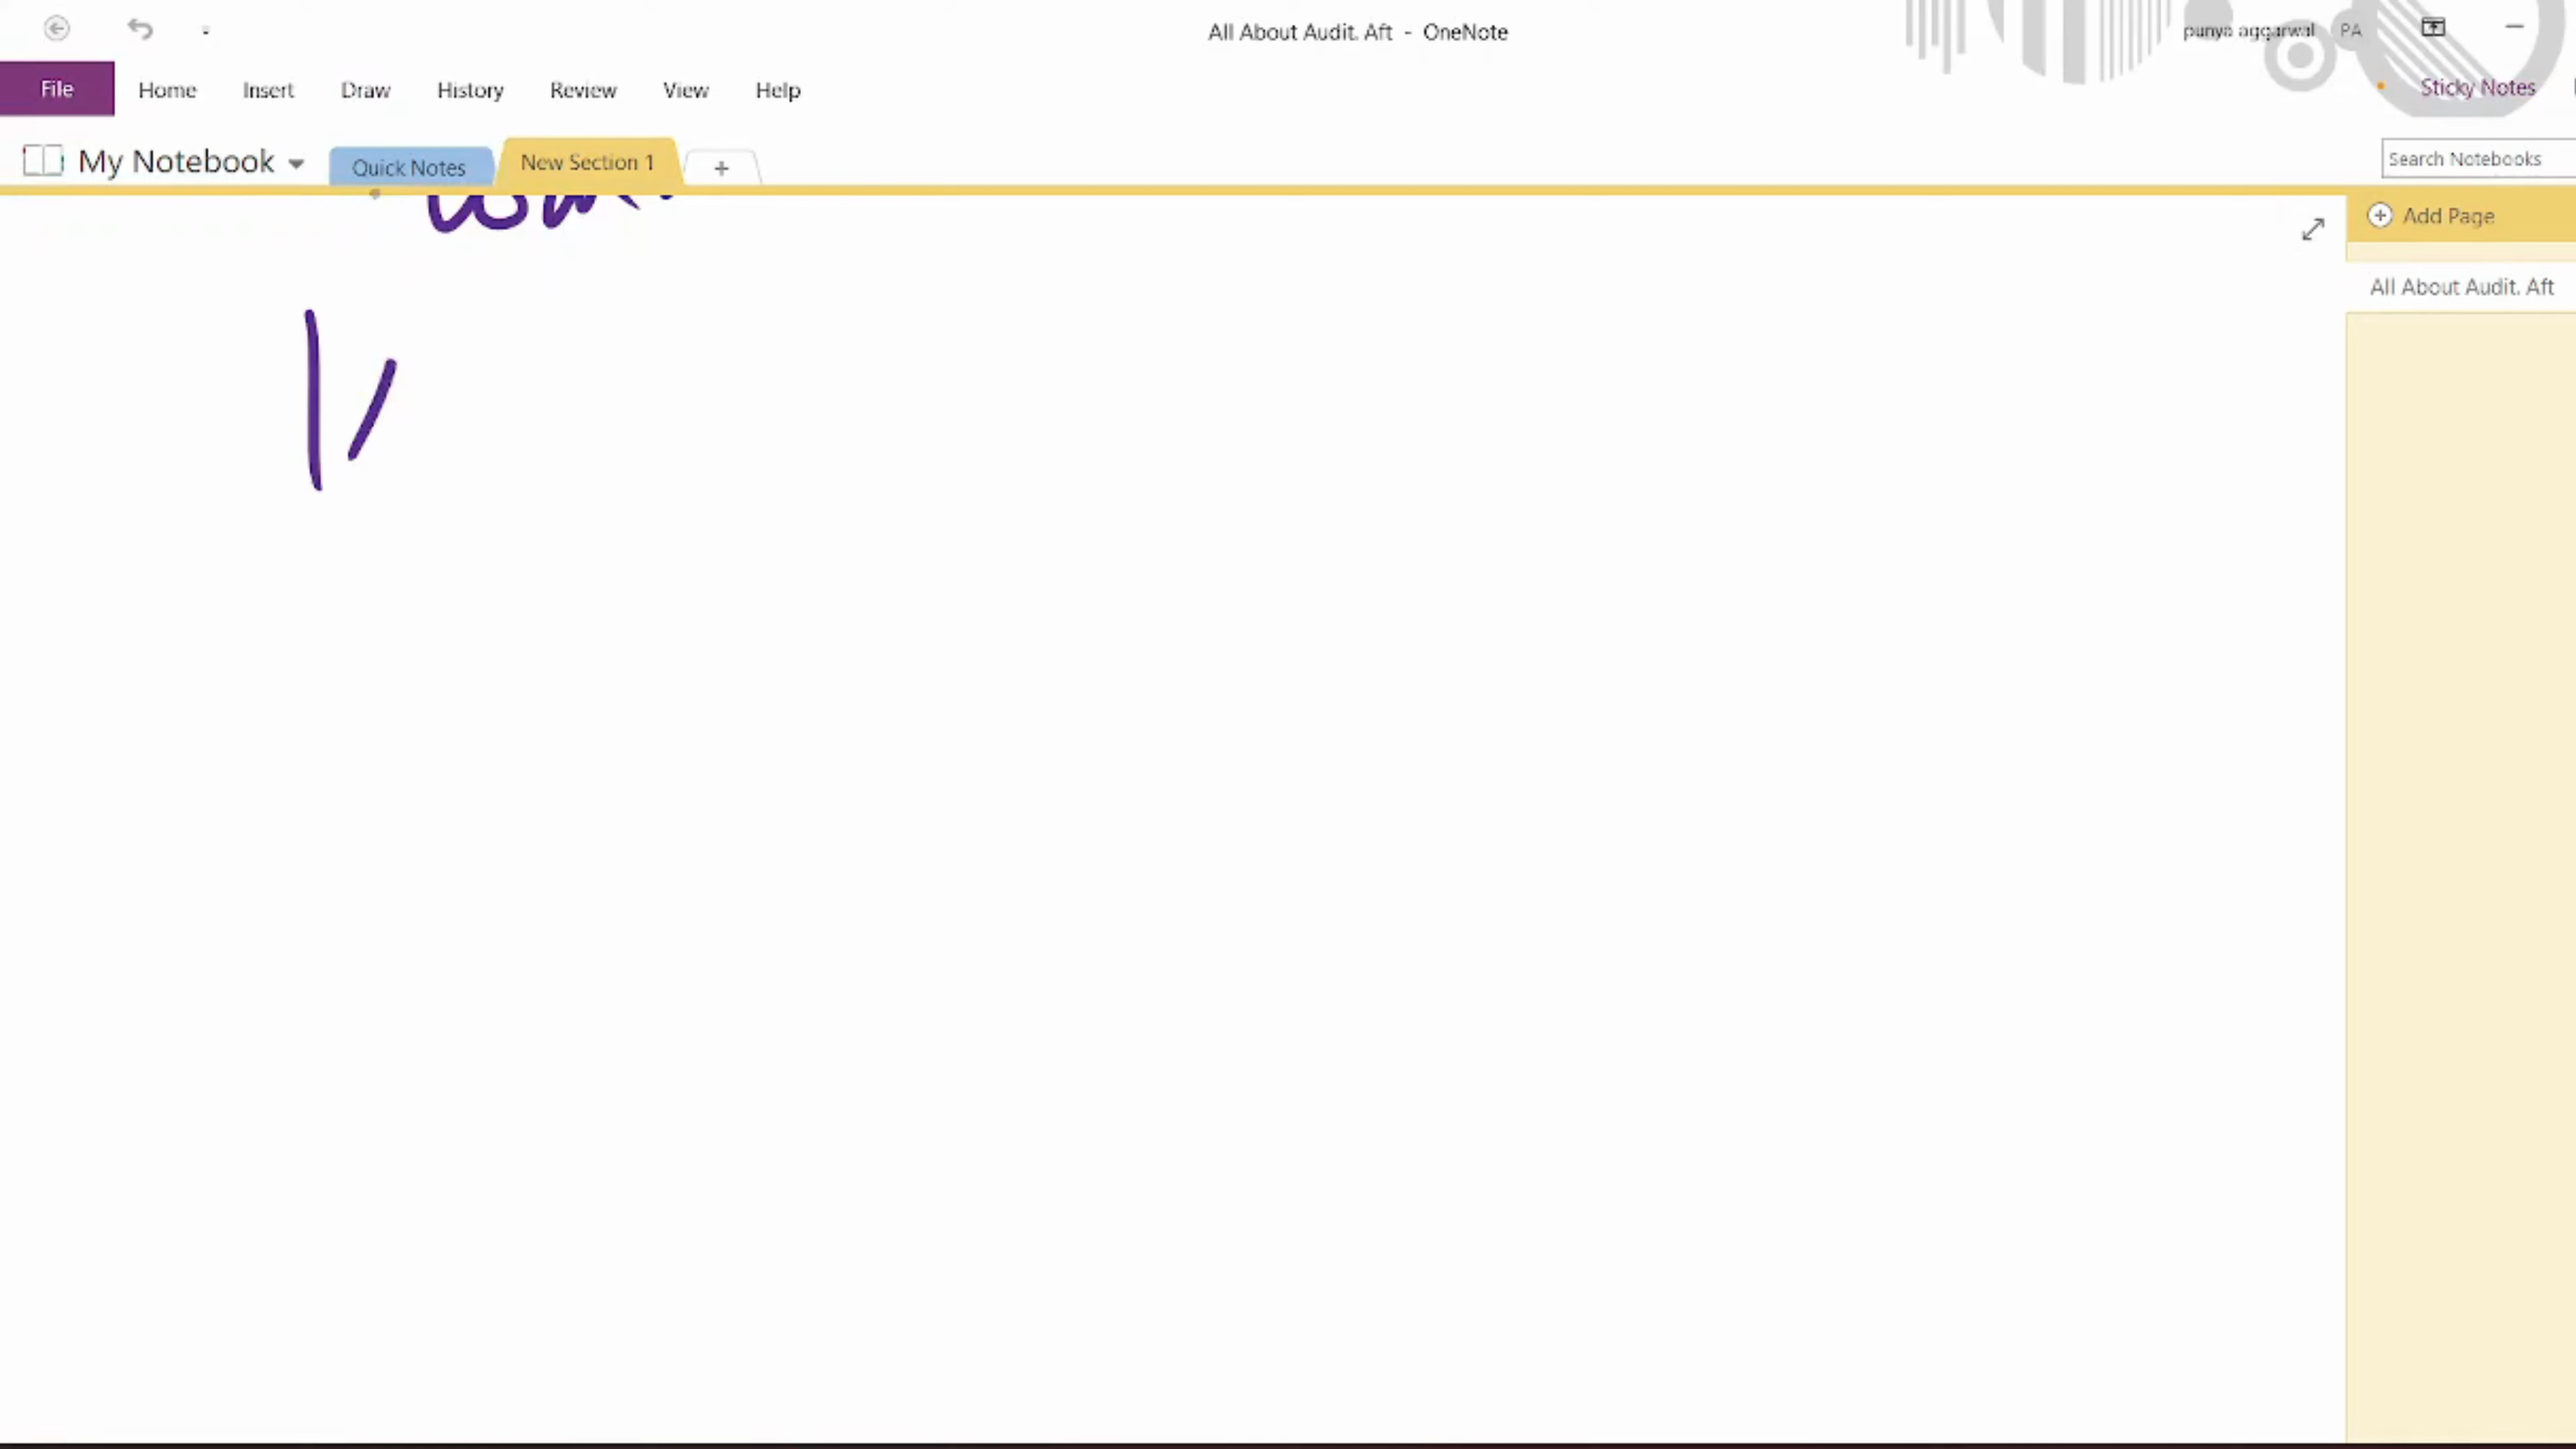 All About Audit. Aft - OneNote
punya aggarwal PA
File Home Insert Draw History Review View Help
Sticky Notes
My Notebook Quick Notes New Section 1 +
Search Notebooks
Add Page
All About Audit. Aft